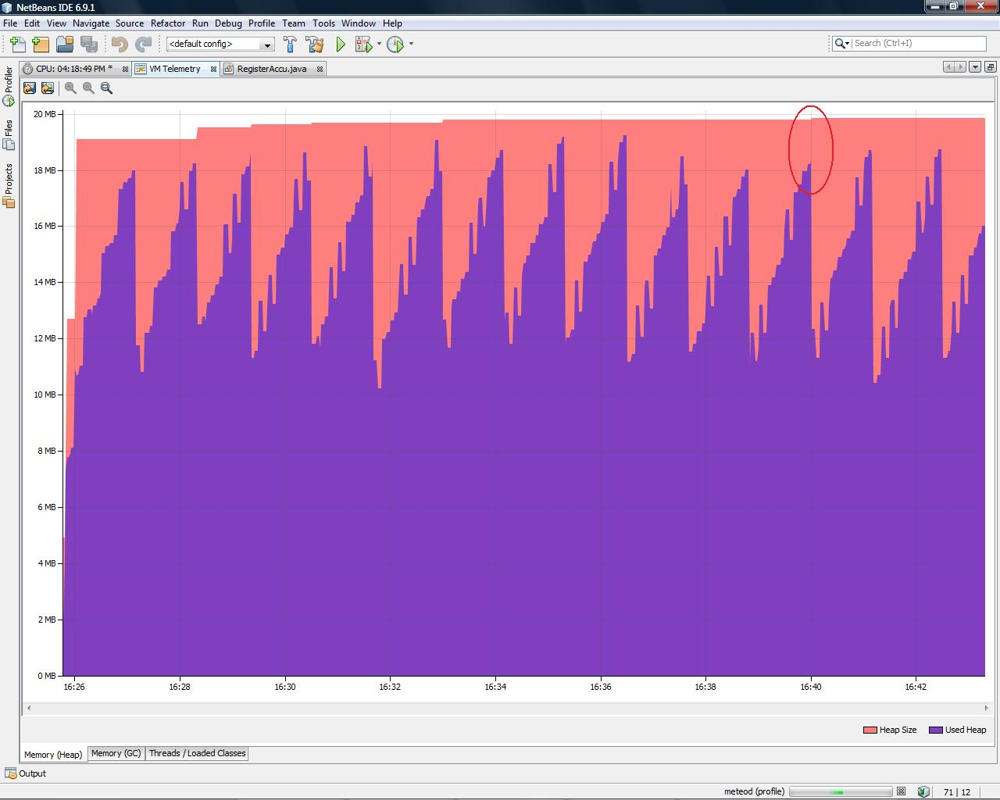 NetBeans IDE 6.9.1
File Edit View Navigate Source Refactor Run Debug Profile Team Tools Window Help
<default config>
Search (Ctrl+I)
CPU: 04:18:49 PM *
VM Telemetry
RegisterAccu.java
Profiler
Files
Projects
20 MB
18 MB
16 MB
14 MB
12 MB
10 MB
8 MB
6 MB
4 MB
2 MB
0 MB
16:26 16:28 16:30 16:32 16:34 16:36 16:38 16:40 16:42
Heap Size Used Heap
Memory (Heap) Memory (GC) Threads / Loaded Classes
Output
meteod (profile) 71 | 12